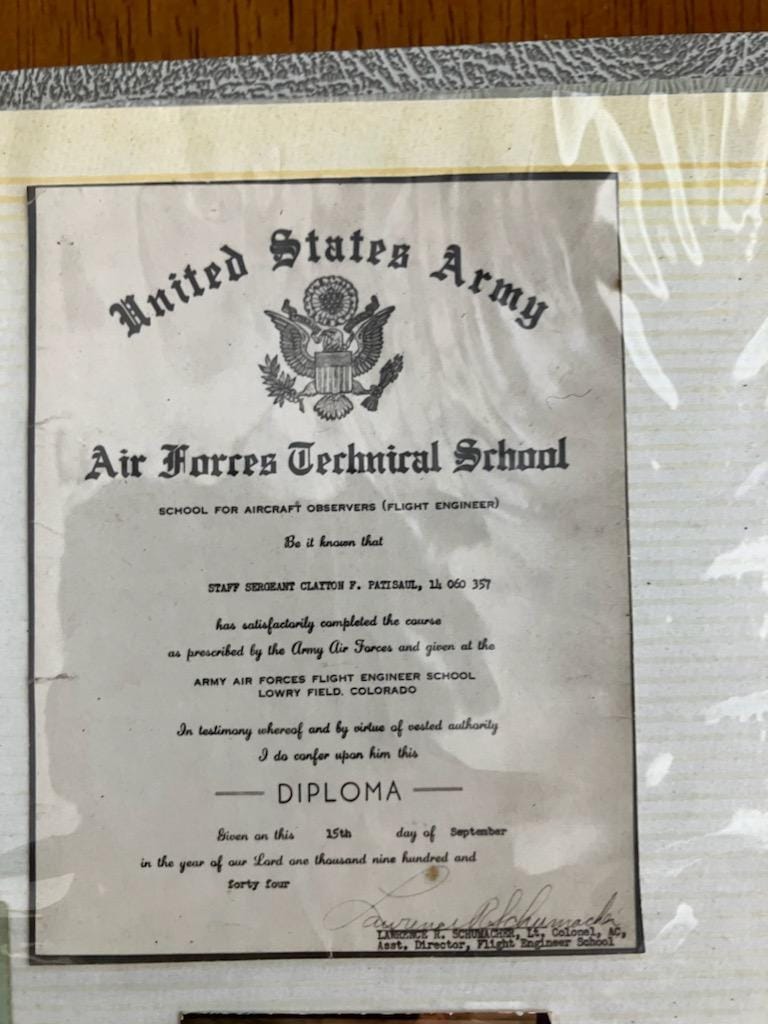 United States Army
Air Forces Technical School
SCHOOL FOR AIRCRAFT OBSERVERS (FLIGHT ENGINEER)
Be it known that
STAFF SERGEANT CLAYTON F. PATISAUL, 14 060 357
has satisfactorily completed the course
as prescribed by the Army Air Forces and given at the
ARMY AIR FORCES FLIGHT ENGINEER SCHOOL
LOWRY FIELD, COLORADO
In testimony whereof and by virtue of vested authority
I do confer upon him this
DIPLOMA
Given on this 15th day of September
in the year of our Lord one thousand nine hundred and
forty four
Lawrence R. Schumacher
LAWRENCE R. SCHUMACHER, Lt. Colonel, AC,
Asst. Director, Flight Engineer School